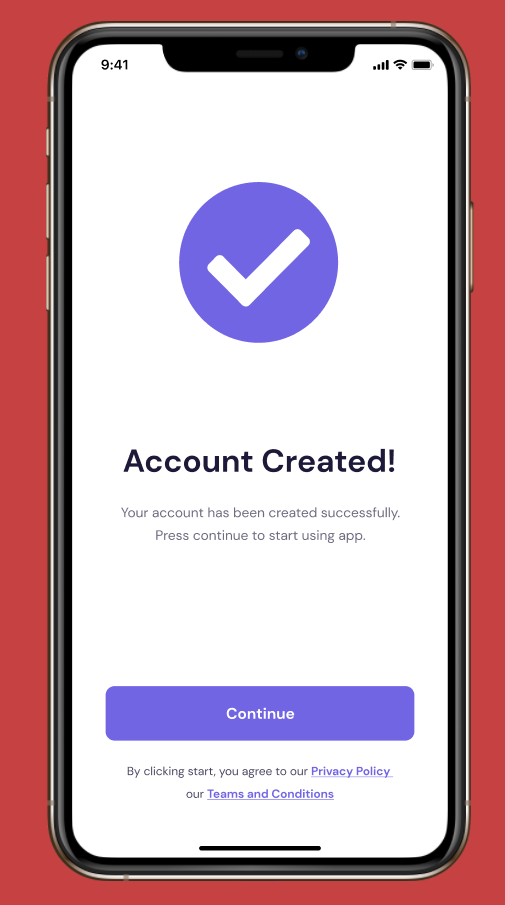 9:41
Account Created!
Your account has been created successfully.
Press continue to start using app.
Continue
By clicking start, you agree to our Privacy Policy
our Teams and Conditions